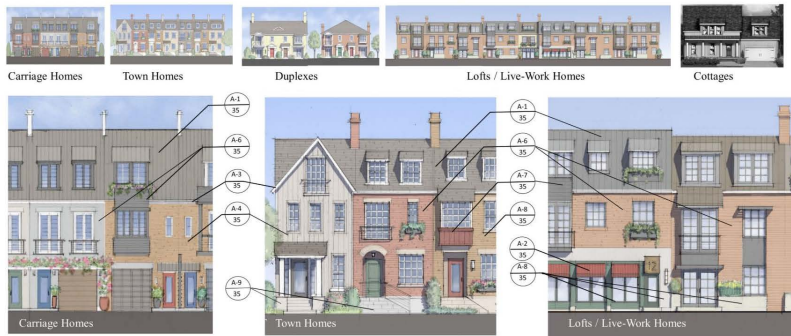 Carriage Homes
Town Homes
Duplexes
Lofts / Live-Work Homes
Cottages
A-1
35
A-6
35
A-3
35
A-4
35
A-9
35
A-1
35
A-6
35
A-7
35
A-8
35
A-2
35
A-8
35
12
Carriage Homes
Town Homes
Lofts / Live-Work Homes